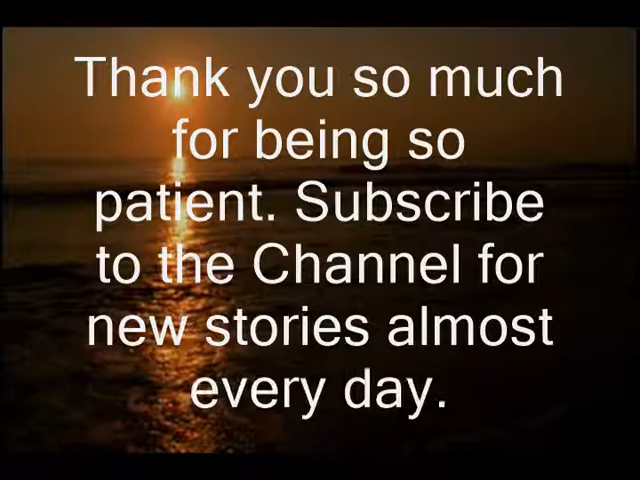 Thank you so much
for being so
patient. Subscribe
to the Channel for
new stories almost
every day.